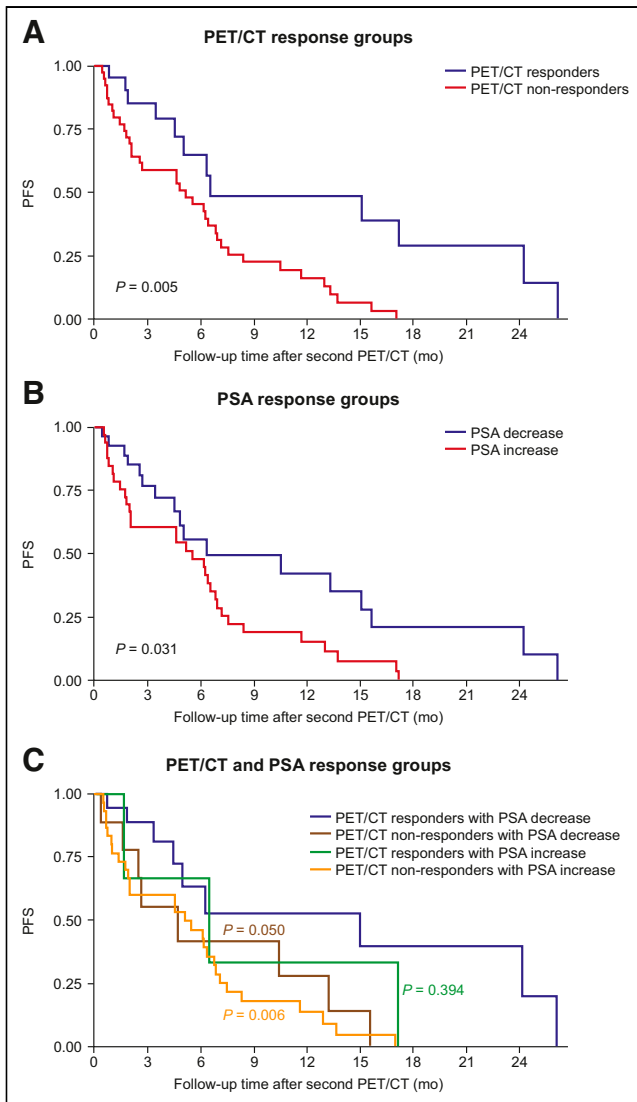 A
PET/CT response groups
1.00
0.75
0.50
0.25
0.00
PFS
PET/CT responders
PET/CT non-responders
P = 0.005
0 3 6 9 12 15 18 21 24
Follow-up time after second PET/CT (mo)
B
PSA response groups
1.00
0.75
0.50
0.25
0.00
PFS
PSA decrease
PSA increase
P = 0.031
0 3 6 9 12 15 18 21 24
Follow-up time after second PET/CT (mo)
C
PET/CT and PSA response groups
1.00
0.75
0.50
0.25
0.00
PFS
PET/CT responders with PSA decrease
PET/CT non-responders with PSA decrease
PET/CT responders with PSA increase
PET/CT non-responders with PSA increase
P = 0.050
P = 0.394
P = 0.006
0 3 6 9 12 15 18 21 24
Follow-up time after second PET/CT (mo)